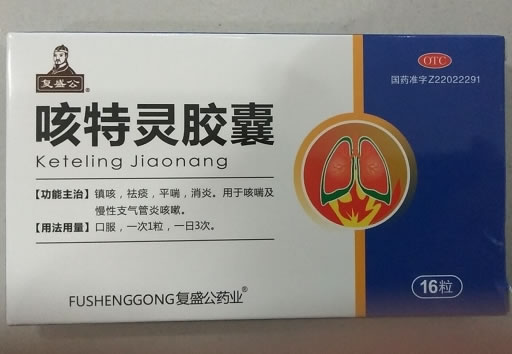 复盛公®
OTC
国药准字Z22022291
咳特灵胶囊
Keteling Jiaonang
【功能主治】镇咳，祛痰，平喘，消炎。用于咳喘及
慢性支气管炎咳嗽。
【用法用量】口服，一次1粒，一日3次。
FUSHENGGONG复盛公药业®
16粒